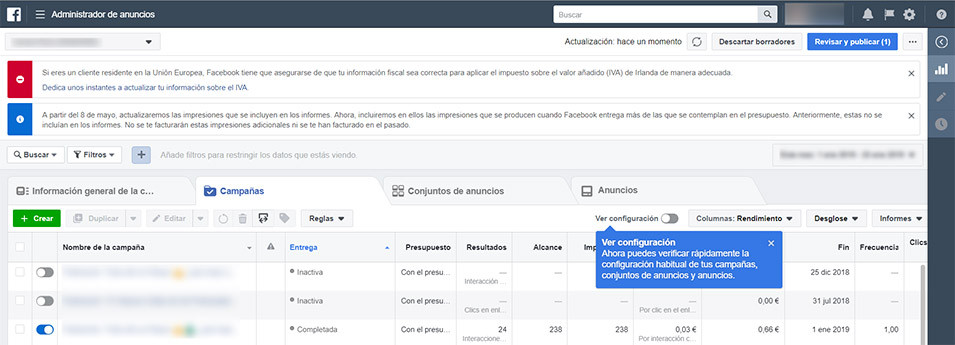 f Administrador de anuncios Buscar
Actualización: hace un momento Descartar borradores Revisar y publicar (1) ...
Si eres un cliente residente en la Unión Europea, Facebook tiene que asegurarse de que tu información fiscal sea correcta para aplicar el impuesto sobre el valor añadido (IVA) de Irlanda de manera adecuada.
Dedica unos instantes a actualizar tu información sobre el IVA.
A partir del 8 de mayo, actualizaremos las impresiones que se incluyen en los informes. Ahora, incluiremos en ellos las impresiones que se producen cuando Facebook entrega más de las que se contemplan en el presupuesto. Anteriormente, estas no se
incluían en los informes. No se te facturarán estas impresiones adicionales ni se te han facturado en el pasado.
Buscar Filtros + Añade filtros para restringir los datos que estás viendo.
Información general de la c... Campañas Conjuntos de anuncios Anuncios
+ Crear Duplicar Editar Reglas Ver configuración Columnas: Rendimiento Desglose Informes
Nombre de la campaña Entrega Presupuesto Resultados Alcance Fin Frecuencia Clics
Ver configuración
Ahora puedes verificar rápidamente la
configuración habitual de tus campañas,
conjuntos de anuncios y anuncios.
Inactiva Con el presu... — — 25 dic 2018 —
Interacción ...
Inactiva Con el presu... — — — — 0,00 € 31 jul 2018 —
Clics en enl... Por clic en el enl...
Completada Con el presu... 24 238 238 0,03 € 0,66 € 1 ene 2019 1,00
Interaccione... Por interacción c...